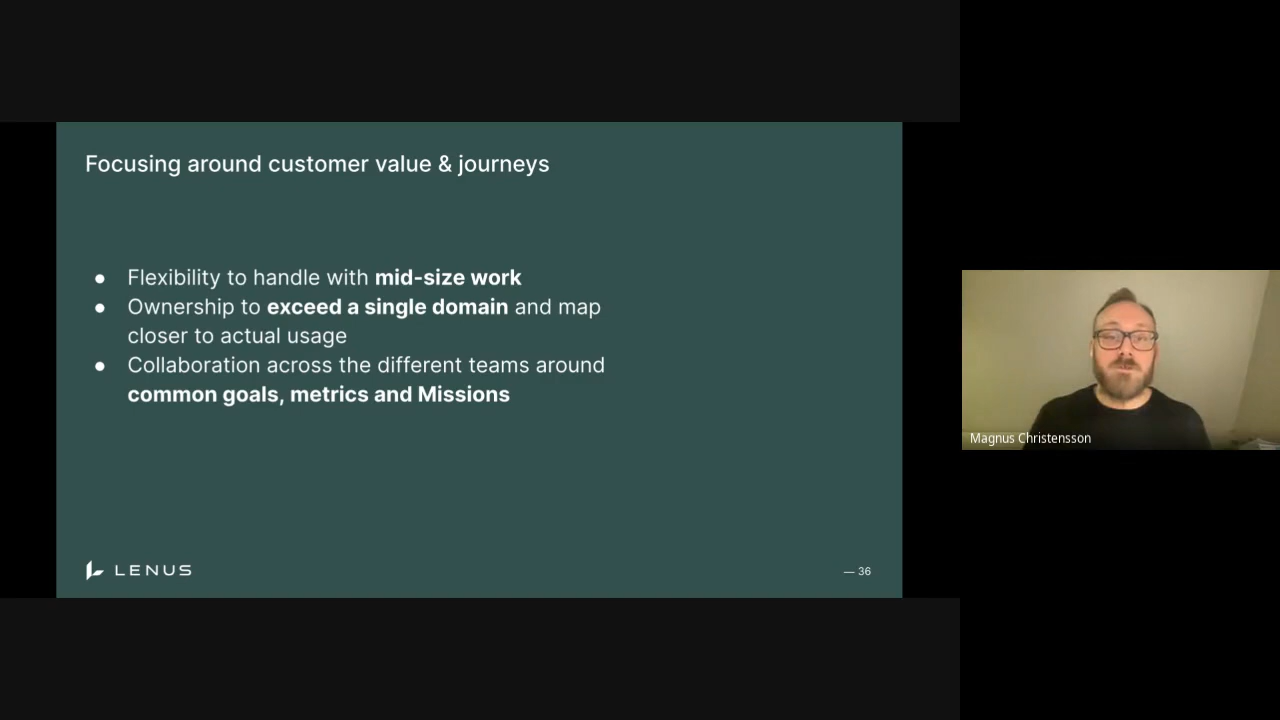 Focusing around customer value & journeys
● Flexibility to handle with mid-size work
● Ownership to exceed a single domain and map
closer to actual usage
● Collaboration across the different teams around
common goals, metrics and Missions
LENUS
— 36
Magnus Christensson